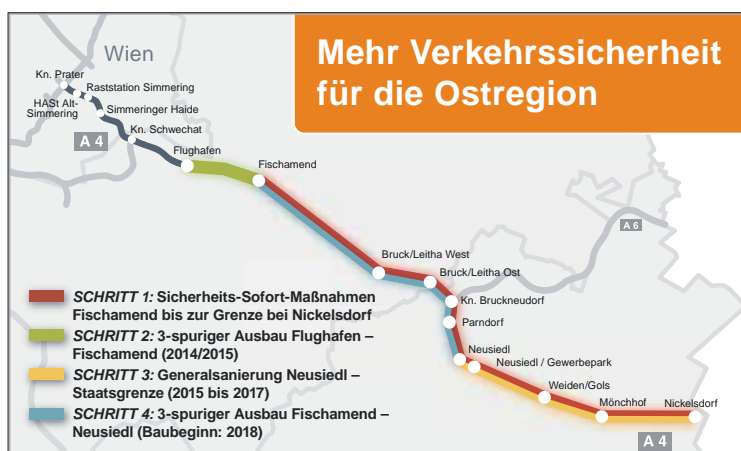 Mehr Verkehrssicherheit
für die Ostregion
Wien
Kn. Prater
Raststation Simmering
HASt Alt-
Simmering
Simmeringer Haide
A 4
Kn. Schwechat
Flughafen
Fischamend
A 6
Bruck/Leitha West
Bruck/Leitha Ost
Kn. Bruckneudorf
Parndorf
Neusiedl
Neusiedl / Gewerbepark
Weiden/Gols
Mönchhof
Nickelsdorf
A 4
SCHRITT 1: Sicherheits-Sofort-Maßnahmen
Fischamend bis zur Grenze bei Nickelsdorf
SCHRITT 2: 3-spuriger Ausbau Flughafen –
Fischamend (2014/2015)
SCHRITT 3: Generalsanierung Neusiedl –
Staatsgrenze (2015 bis 2017)
SCHRITT 4: 3-spuriger Ausbau Fischamend –
Neusiedl (Baubeginn: 2018)